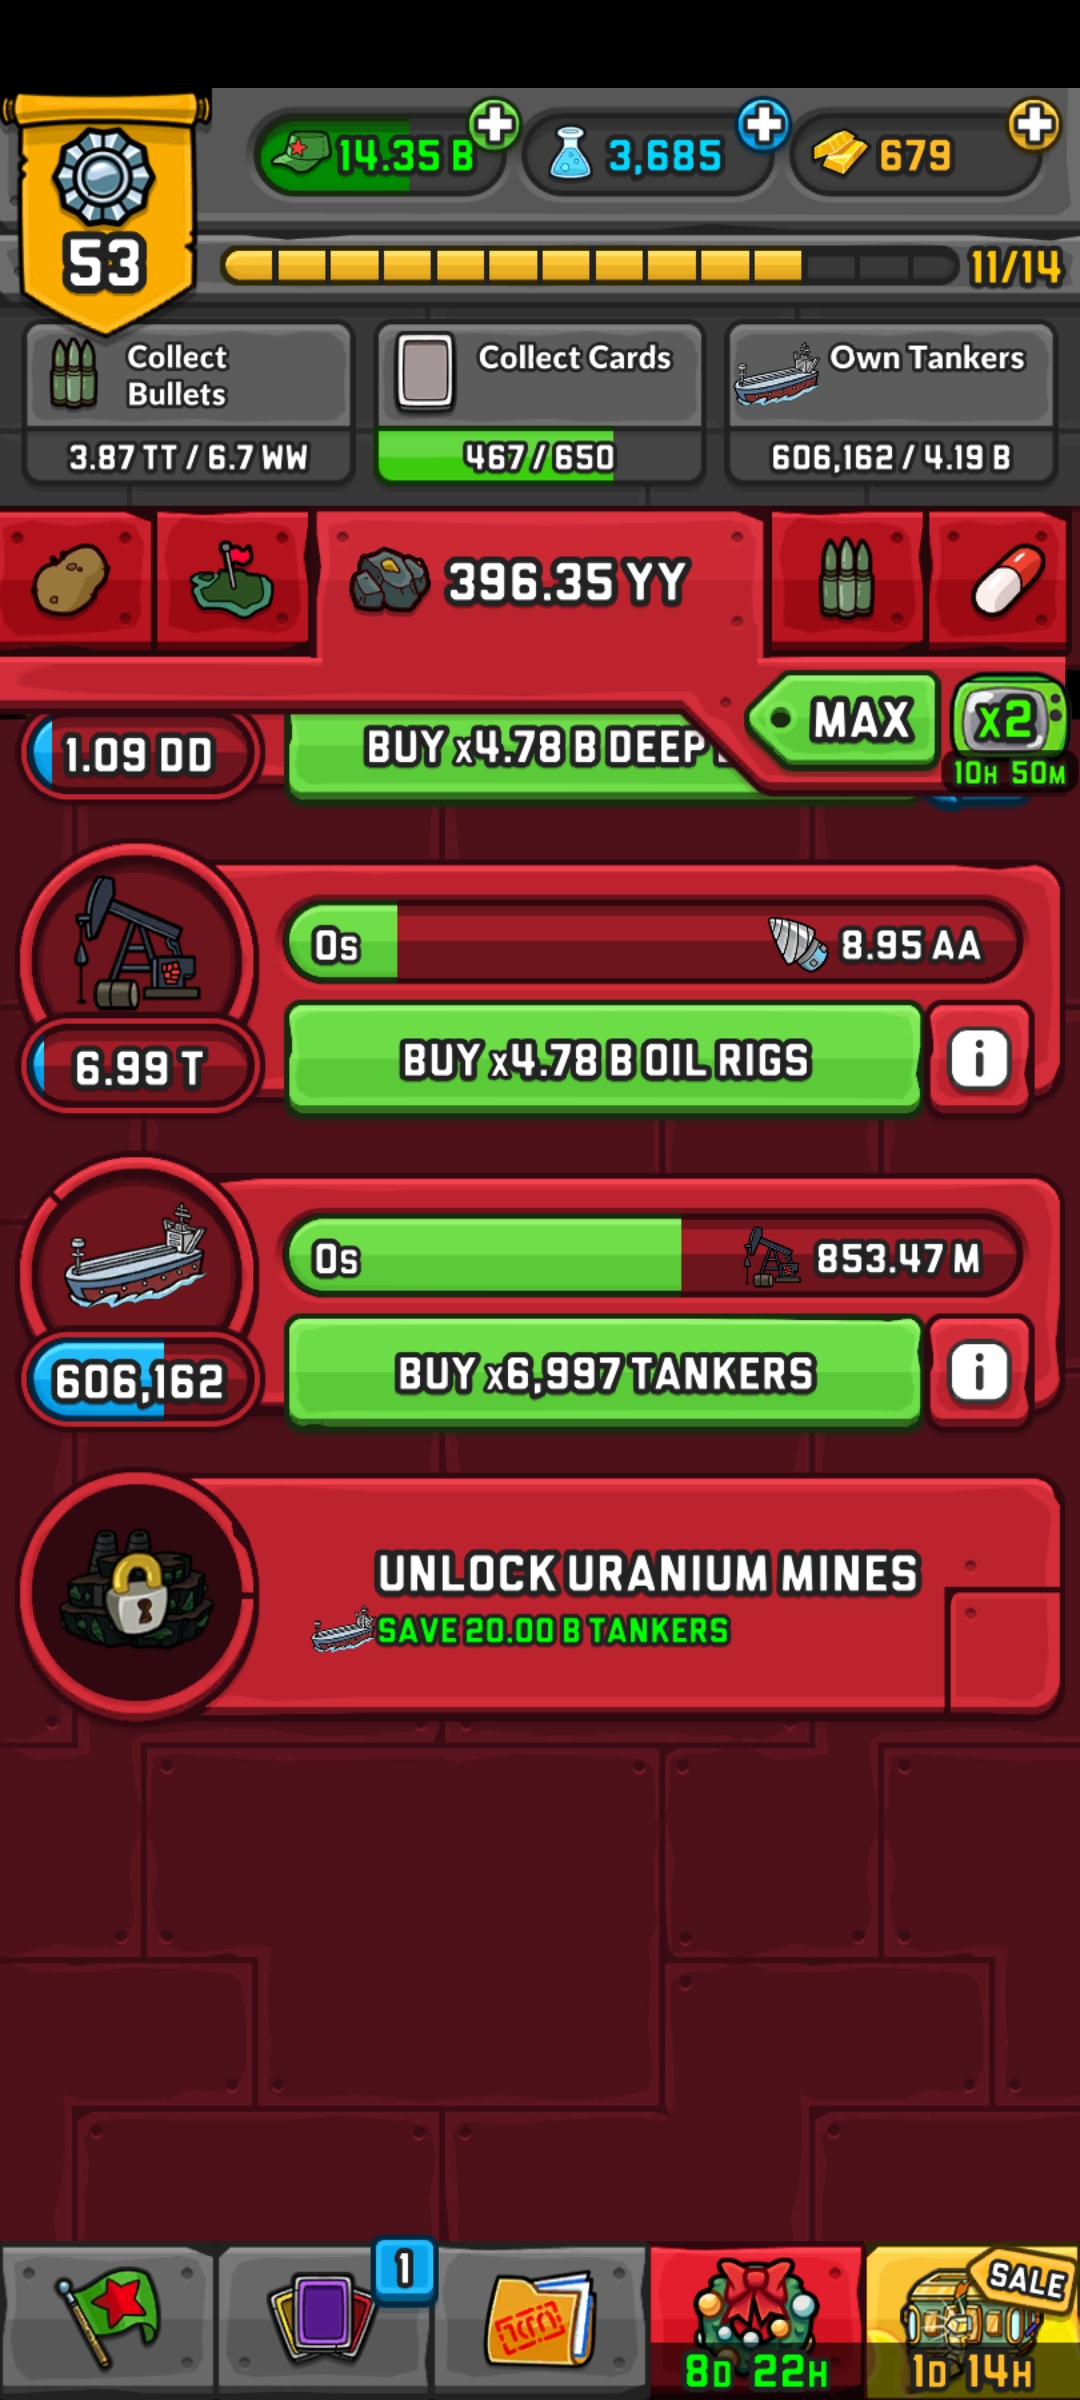 14.35 B
3,685
679
53
11/14
Collect
Bullets
Collect Cards
Own Tankers
3.87 TT / 6.7 WW
467 / 650
606,162 / 4.19 B
396.35 YY
MAX
x2
10H 50M
1.09 DD
BUY x4.78 B DEEP
0s
8.95 AA
6.99 T
BUY x4.78 B OIL RIGS
i
0s
853.47 M
606,162
BUY x6,997 TANKERS
i
UNLOCK URANIUM MINES
SAVE 20.00 B TANKERS
1
SALE
8D 22H
1D 14H